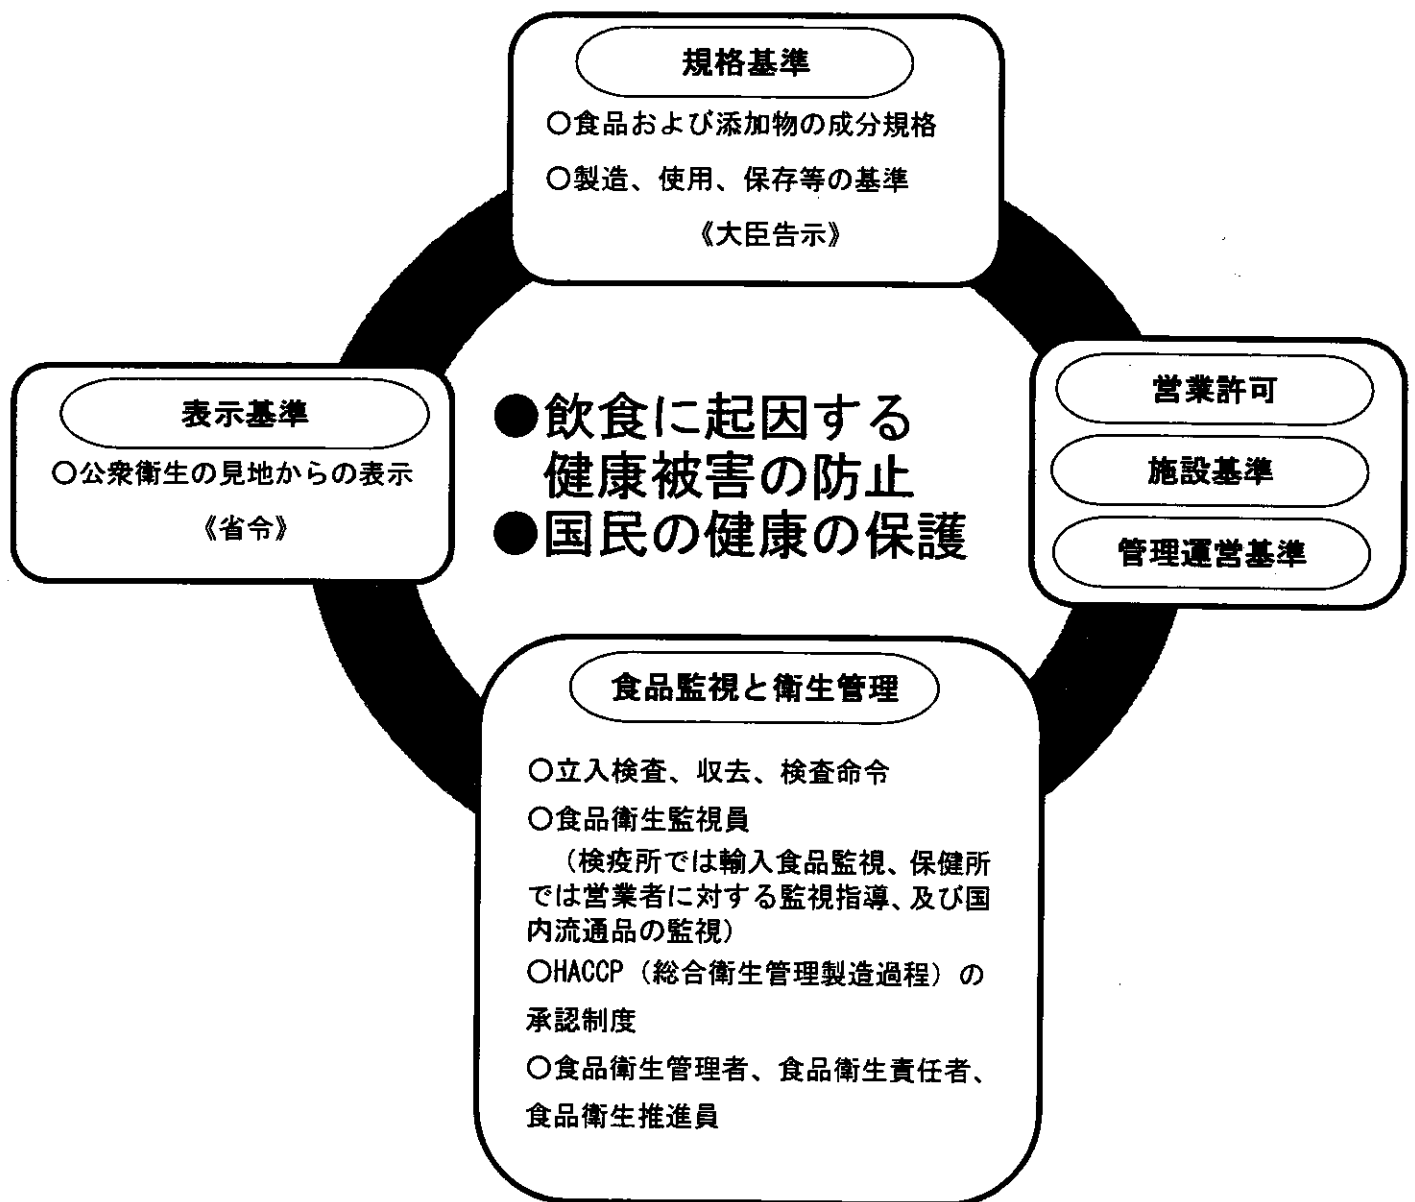 規格基準
○食品および添加物の成分規格
○製造、使用、保存等の基準
《大臣告示》
表示基準
○公衆衛生の見地からの表示
《省令》
●飲食に起因する
健康被害の防止
●国民の健康の保護
営業許可
施設基準
管理運営基準
食品監視と衛生管理
○立入検査、収去、検査命令
○食品衛生監視員
（検疫所では輸入食品監視、保健所
では営業者に対する監視指導、及び国
内流通品の監視）
○HACCP（総合衛生管理製造過程）の
承認制度
○食品衛生管理者、食品衛生責任者、
食品衛生推進員